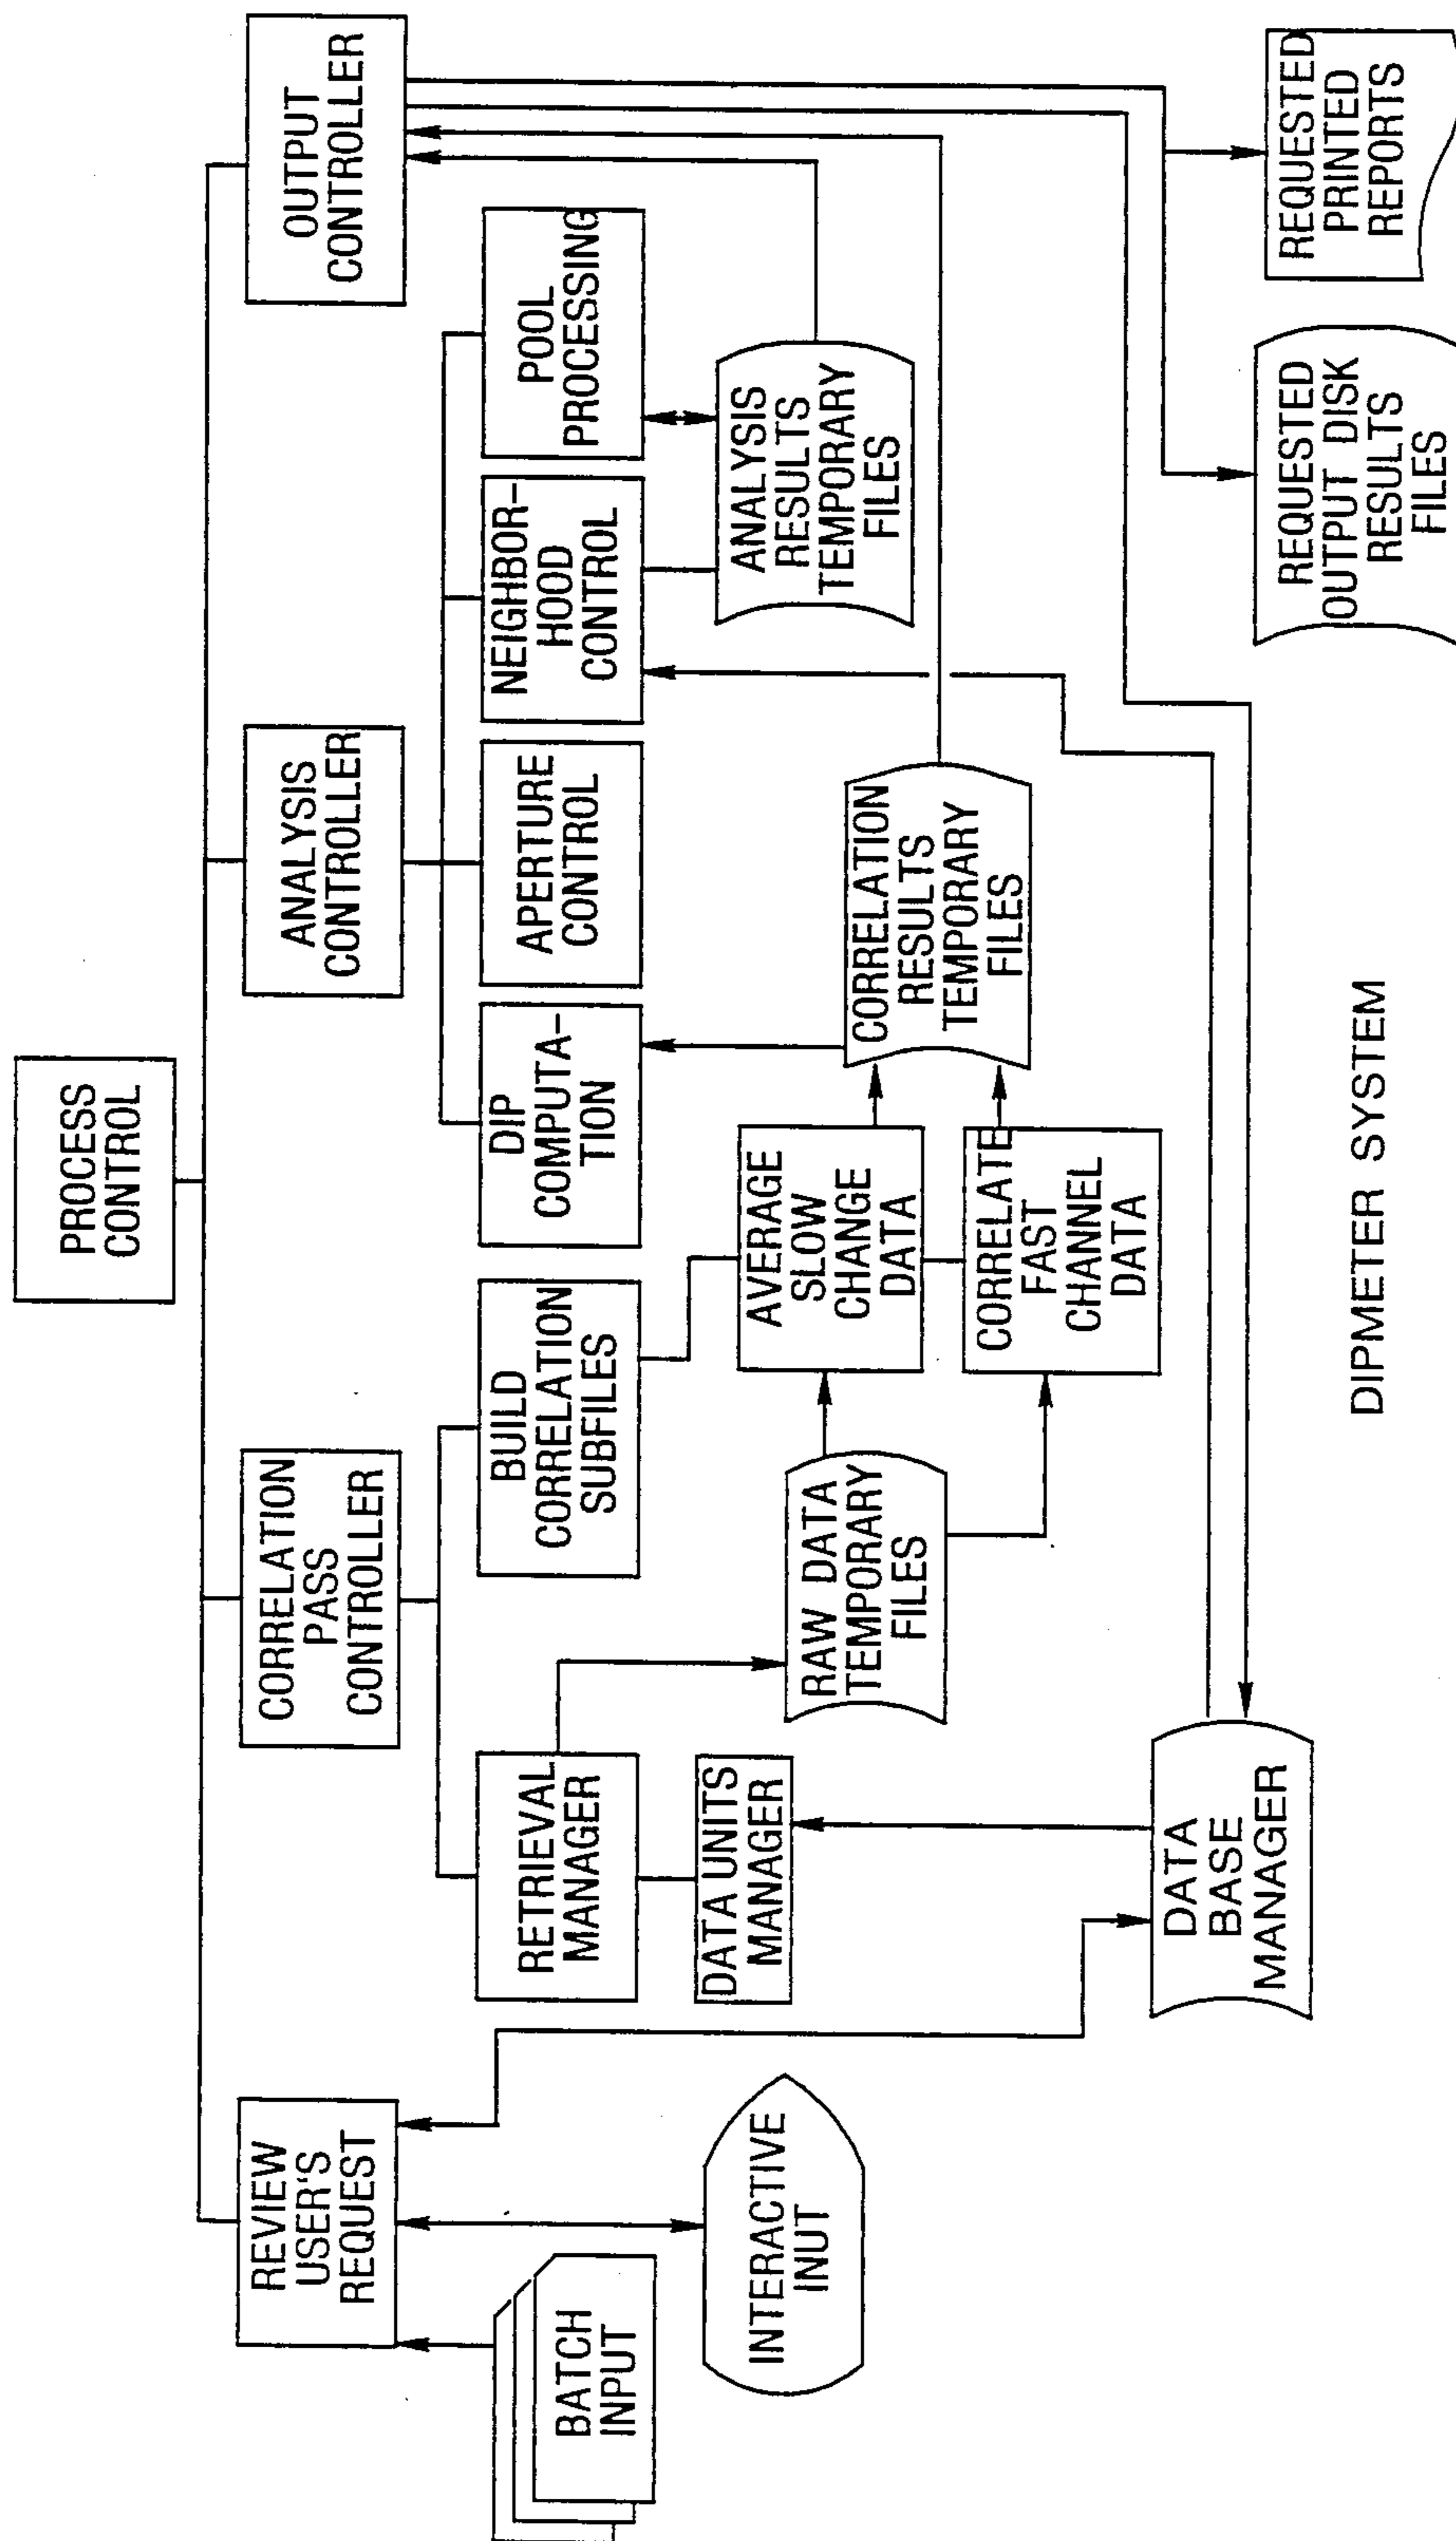 PROCESS
CONTROL
REVIEW
USER'S
REQUEST
CORRELATION
PASS
CONTROLLER
ANALYSIS
CONTROLLER
OUTPUT
CONTROLLER
BATCH
INPUT
INTERACTIVE
INUT
RETRIEVAL
MANAGER
BUILD
CORRELATION
SUBFILES
DIP
COMPUTA-
TION
APERTURE
CONTROL
NEIGHBOR-
HOOD
CONTROL
POOL
PROCESSING
DATA UNITS
MANAGER
RAW DATA
TEMPORARY
FILES
AVERAGE
SLOW
CHANGE
DATA
CORRELATE
FAST
CHANNEL
DATA
CORRELATION
RESULTS
TEMPORARY
FILES
ANALYSIS
RESULTS
TEMPORARY
FILES
DATA
BASE
MANAGER
REQUESTED
OUTPUT DISK
RESULTS
FILES
REQUESTED
PRINTED
REPORTS
DIPMETER SYSTEM